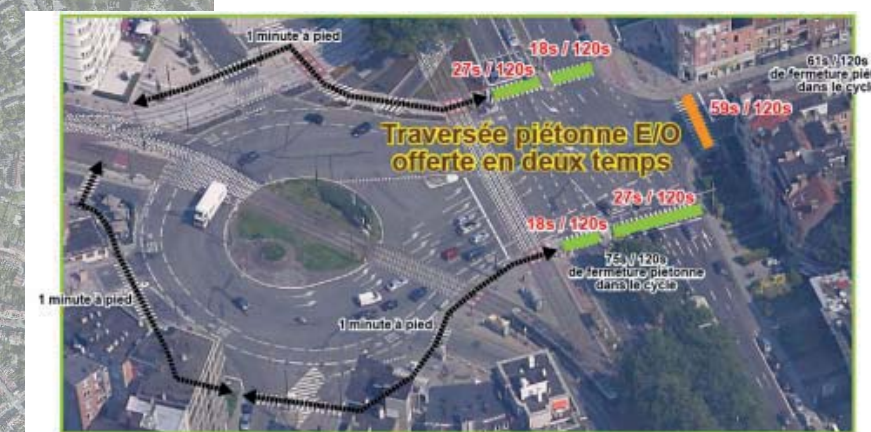 1 minute à pied
18s / 120s
27s / 120s
61s / 120s
de fermeture
dans le
59s / 120s
Traversée piétonne E/O
offerte en deux temps
27s / 120s
18s / 120s
75s / 120s
de fermeture piétonne
dans le cycle
1 minute à pied
1 minute à pied